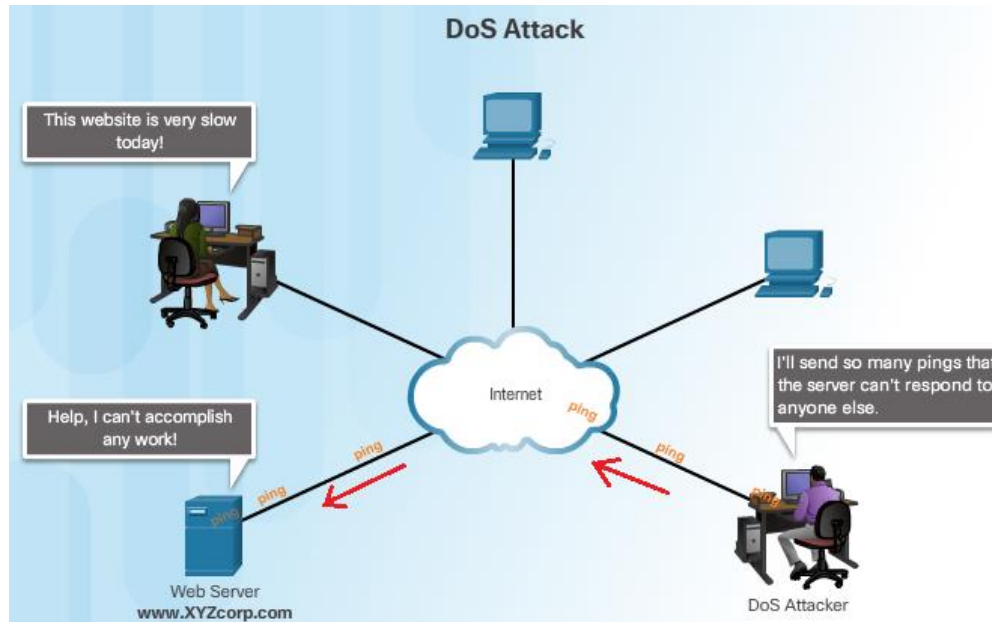 DoS Attack
This website is very slow
today!
Internet
I'll send so many pings that
the server can't respond to
anyone else.
Help, I can't accomplish
any work!
ping
ping
ping
ping
ping
ping
Web Server
www.XYZcorp.com
DoS Attacker